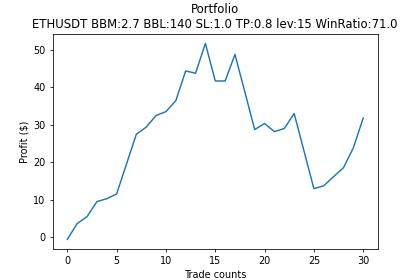 Portfolio
ETHUSDT BBM:2.7 BBL:140 SL:1.0 TP:0.8 lev:15 WinRatio:71.0
50
40
30
20
10
0
Profit ($)
0 5 10 15 20 25 30
Trade counts